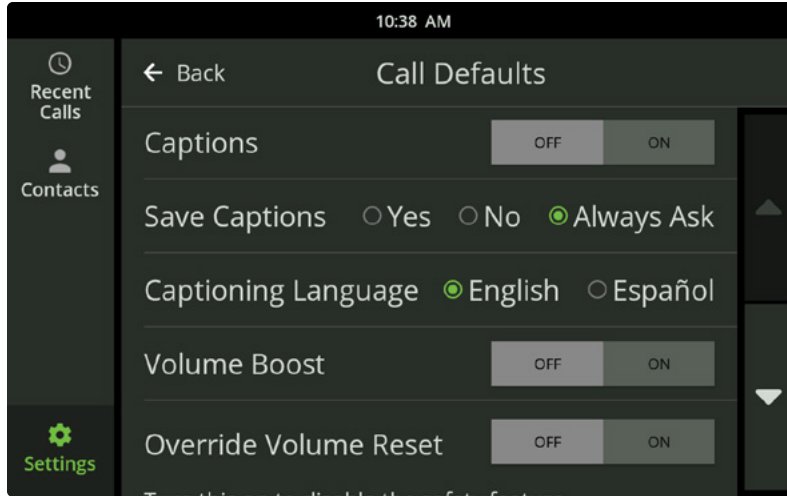 10:38 AM
Recent
Calls
Contacts
Settings
Back
Call Defaults
Captions
OFF
ON
Save Captions
Yes
No
Always Ask
Captioning Language
English
Español
Volume Boost
OFF
ON
Override Volume Reset
OFF
ON